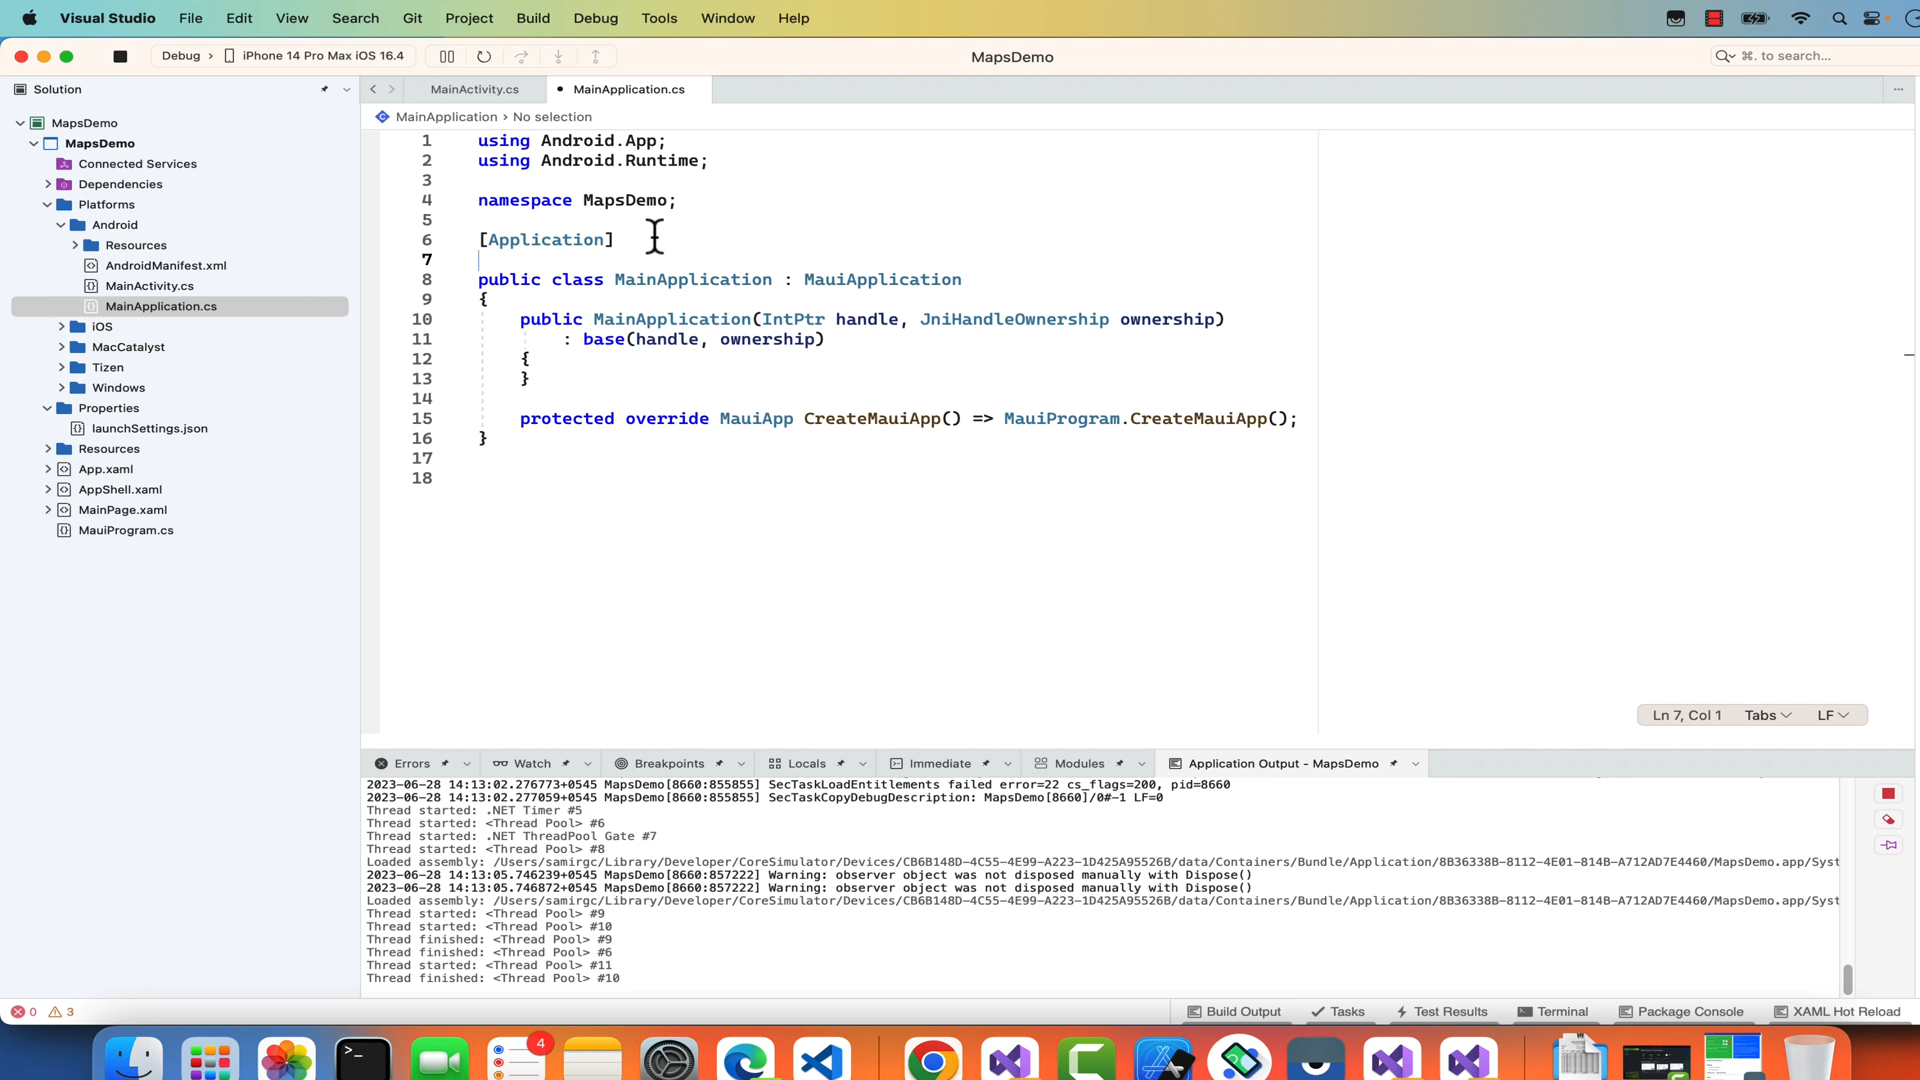 Visual Studio File Edit View Search Git Project Build Debug Tools Window Help
Debug › iPhone 14 Pro Max iOS 16.4
MapsDemo
⌘. to search...
Solution
MainActivity.cs
MainApplication.cs
MainApplication › No selection
MapsDemo
MapsDemo
Connected Services
Dependencies
Platforms
Android
Resources
AndroidManifest.xml
MainActivity.cs
MainApplication.cs
iOS
MacCatalyst
Tizen
Windows
Properties
launchSettings.json
Resources
App.xaml
AppShell.xaml
MainPage.xaml
MauiProgram.cs
1 using Android.App;
2 using Android.Runtime;
3
4 namespace MapsDemo;
5
6 [Application]
7
8 public class MainApplication : MauiApplication
9 {
10 public MainApplication(IntPtr handle, JniHandleOwnership ownership)
11 : base(handle, ownership)
12 {
13 }
14
15 protected override MauiApp CreateMauiApp() => MauiProgram.CreateMauiApp();
16 }
17
18
Ln 7, Col 1 Tabs LF
Errors Watch Breakpoints Locals Immediate Modules Application Output - MapsDemo
2023-06-28 14:13:02.276773+0545 MapsDemo[8660:855855] SecTaskLoadEntitlements failed error=22 cs_flags=200, pid=8660
2023-06-28 14:13:02.277059+0545 MapsDemo[8660:855855] SecTaskCopyDebugDescription: MapsDemo[8660]/0#-1 LF=0
Thread started: .NET Timer #5
Thread started: <Thread Pool> #6
Thread started: .NET ThreadPool Gate #7
Thread started: <Thread Pool> #8
Loaded assembly: /Users/samirgc/Library/Developer/CoreSimulator/Devices/CB6B148D-4C55-4E99-A223-1D425A95526B/data/Containers/Bundle/Application/8B36338B-8112-4E01-814B-A712AD7E4460/MapsDemo.app/Syst
2023-06-28 14:13:05.746239+0545 MapsDemo[8660:857222] Warning: observer object was not disposed manually with Dispose()
2023-06-28 14:13:05.746872+0545 MapsDemo[8660:857222] Warning: observer object was not disposed manually with Dispose()
Loaded assembly: /Users/samirgc/Library/Developer/CoreSimulator/Devices/CB6B148D-4C55-4E99-A223-1D425A95526B/data/Containers/Bundle/Application/8B36338B-8112-4E01-814B-A712AD7E4460/MapsDemo.app/Syst
Thread started: <Thread Pool> #9
Thread started: <Thread Pool> #10
Thread finished: <Thread Pool> #9
Thread finished: <Thread Pool> #6
Thread started: <Thread Pool> #11
Thread finished: <Thread Pool> #10
0 3
Build Output Tasks Test Results Terminal Package Console XAML Hot Reload
4